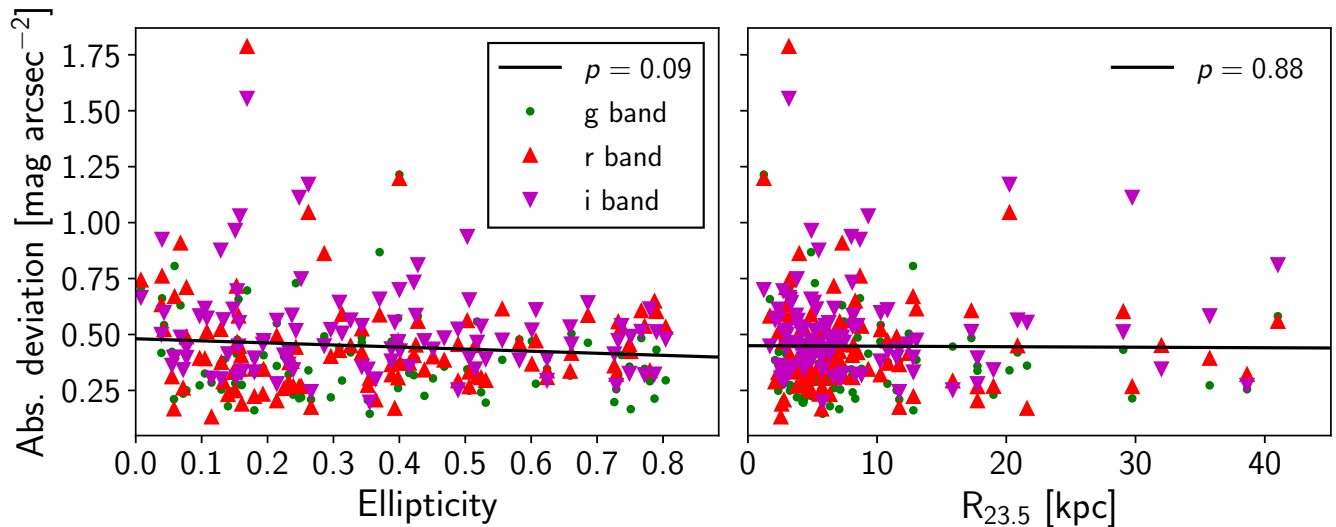 Abs. deviation [mag arcsec⁻²]
1.75
1.50
1.25
1.00
0.75
0.50
0.25
p = 0.09
g band
r band
i band
0.0 0.1 0.2 0.3 0.4 0.5 0.6 0.7 0.8
Ellipticity
p = 0.88
0 10 20 30 40
R₂₃.₅ [kpc]